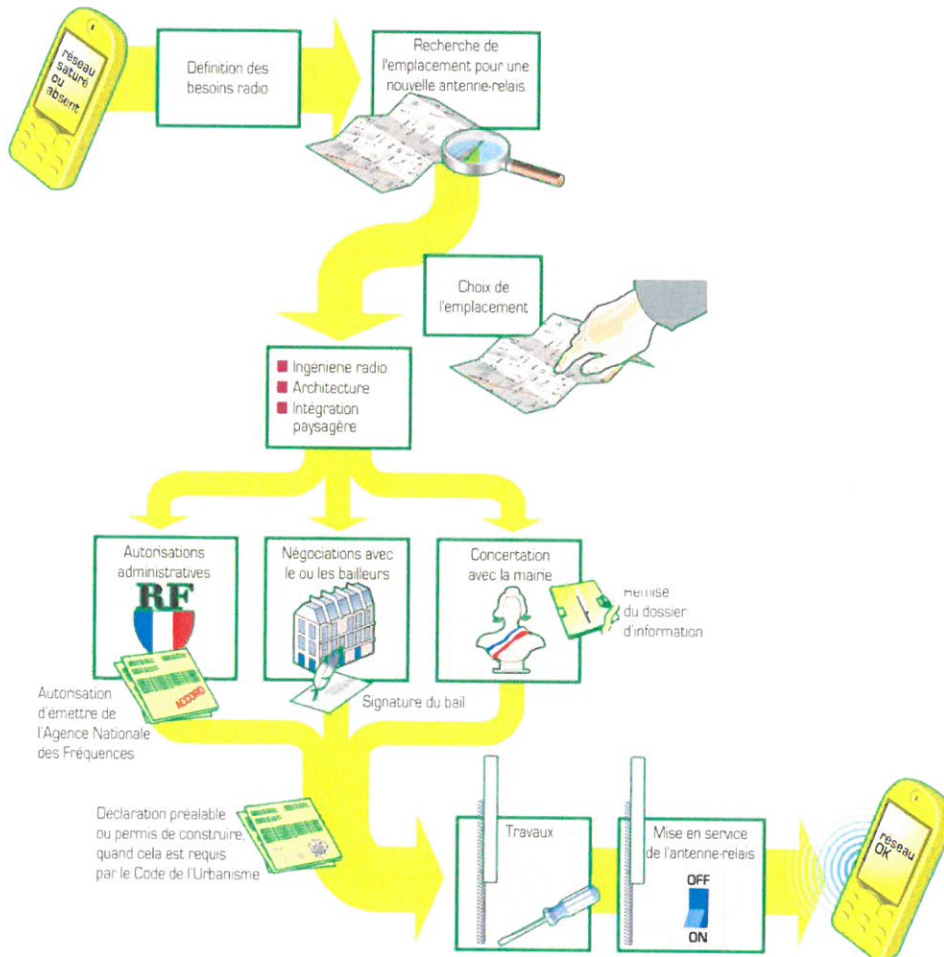 réseau
saturé
ou
absent
Définition des
besoins radio
Recherche de
l'emplacement pour une
nouvelle antenne-relais
Choix de
l'emplacement
Ingénierie radio
Architecture
Intégration
paysagère
Autorisations
administratives
RF
ACCORD
Autorisation
d'émettre de
l'Agence Nationale
des Fréquences
Négociations avec
le ou les bailleurs
Signature du bail
Concertation
avec la mairie
Remise
du dossier
d'information
Déclaration préalable
ou permis de construire,
quand cela est requis
par le Code de l'Urbanisme
Travaux
Mise en service
de l'antenne-relais
OFF
ON
réseau
OK